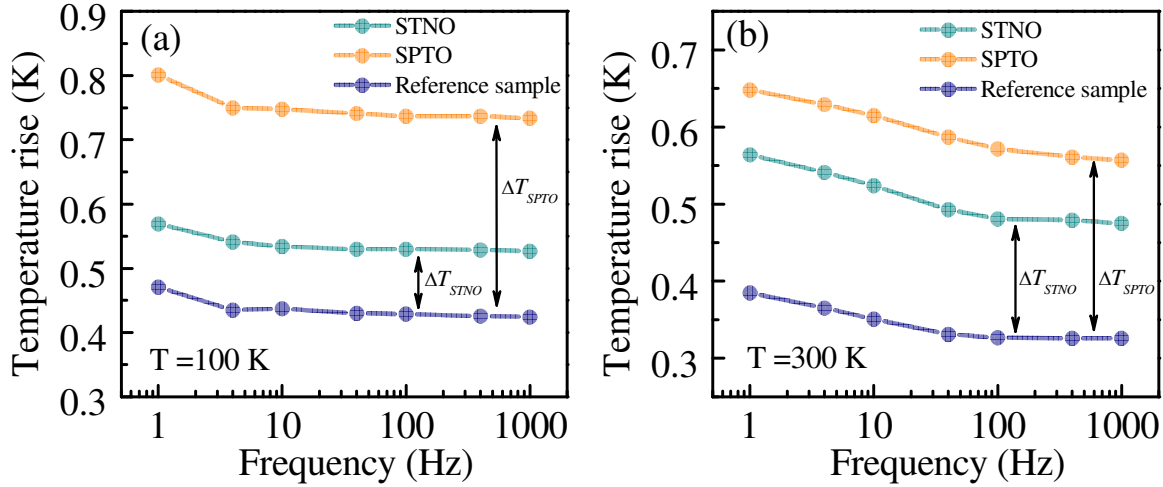 (a)
STNO
SPTO
Reference sample
0.9
0.8
0.7
0.6
0.5
0.4
0.3
Temperature rise (K)
ΔT_SPTO
ΔT_STNO
T =100 K
1 10 100 1000
Frequency (Hz)
(b)
STNO
SPTO
Reference sample
0.7
0.6
0.5
0.4
0.3
Temperature rise (K)
ΔT_STNO
ΔT_SPTO
T =300 K
1 10 100 1000
Frequency (Hz)